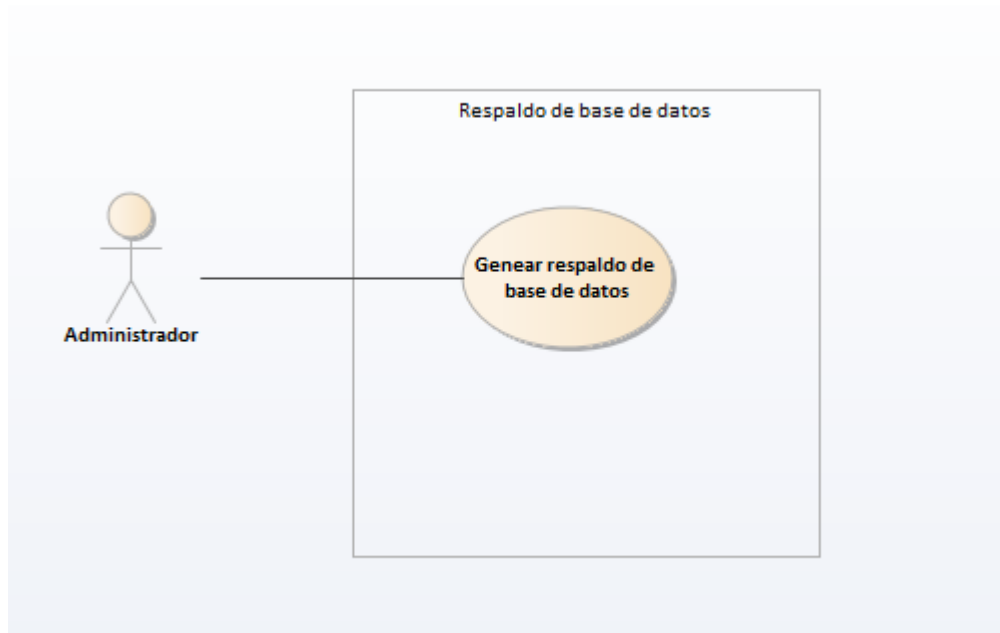 Respaldo de base de datos
Genear respaldo de
base de datos
Administrador